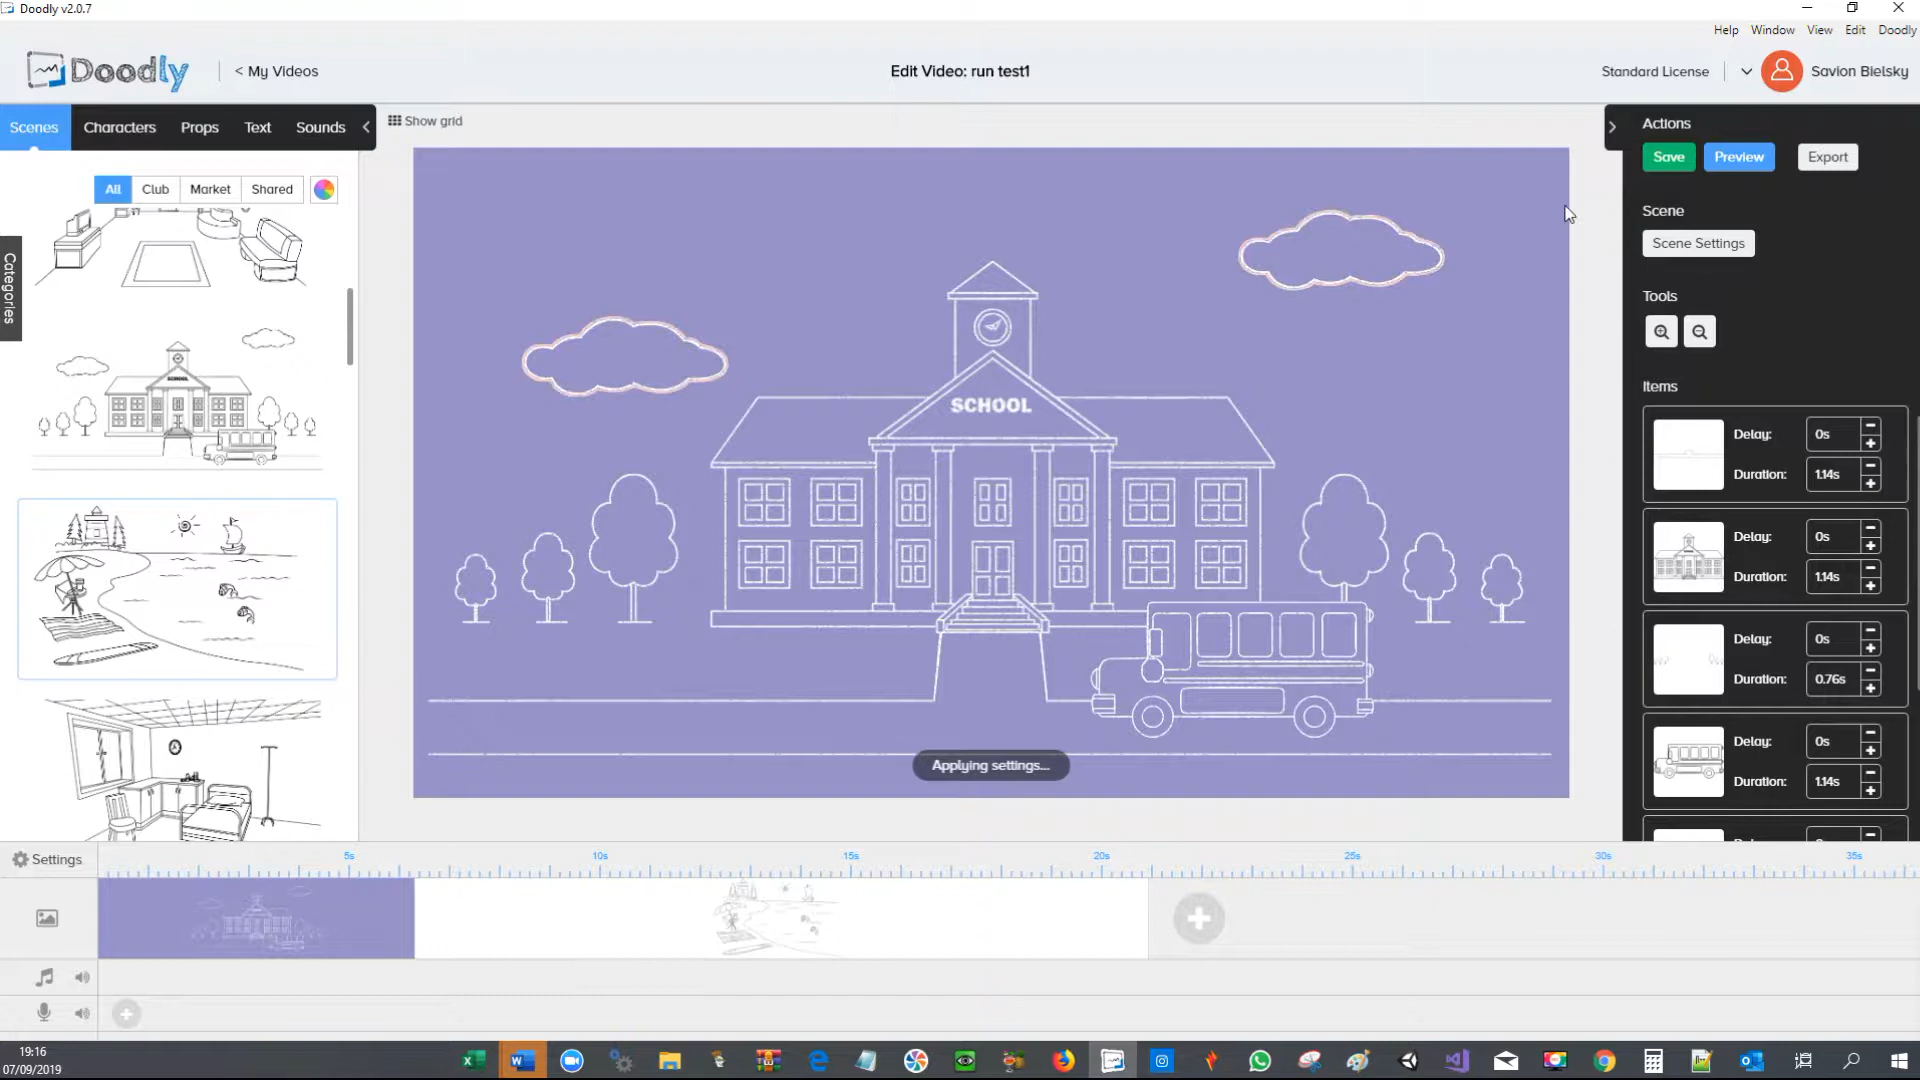 Doodly v2.0.7
Help Window View Edit Doodly
Doodly
< My Videos
Edit Video: run test1
Standard License
Savion Bielsky
Scenes Characters Props Text Sounds
Show grid
All Club Market Shared
Categories
SCHOOL
SCHOOL
Applying settings...
Actions
Save Preview Export
Scene
Scene Settings
Tools
Items
Delay: 0s
Duration: 1.14s
Delay: 0s
Duration: 1.14s
Delay: 0s
Duration: 0.76s
Delay: 0s
Duration: 1.14s
Settings
5s 10s 15s 20s 25s 30s 35s
19:16
07/09/2019